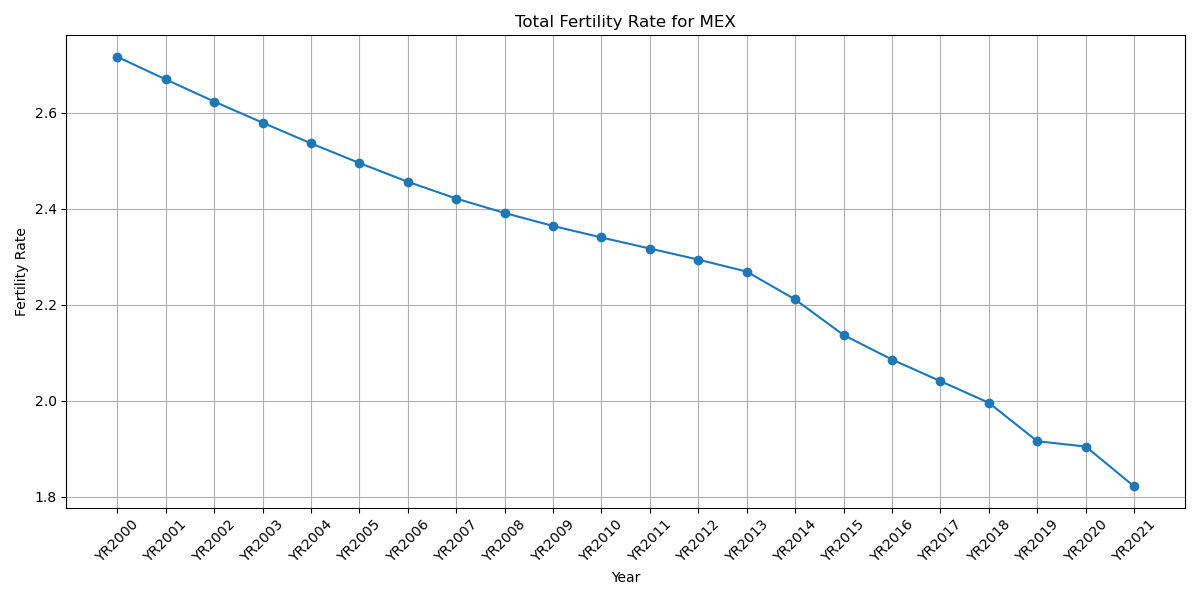 Total Fertility Rate for MEX
Fertility Rate
2.6
2.4
2.2
2.0
1.8
YR2000
YR2001
YR2002
YR2003
YR2004
YR2005
YR2006
YR2007
YR2008
YR2009
YR2010
YR2011
YR2012
YR2013
YR2014
YR2015
YR2016
YR2017
YR2018
YR2019
YR2020
YR2021
Year